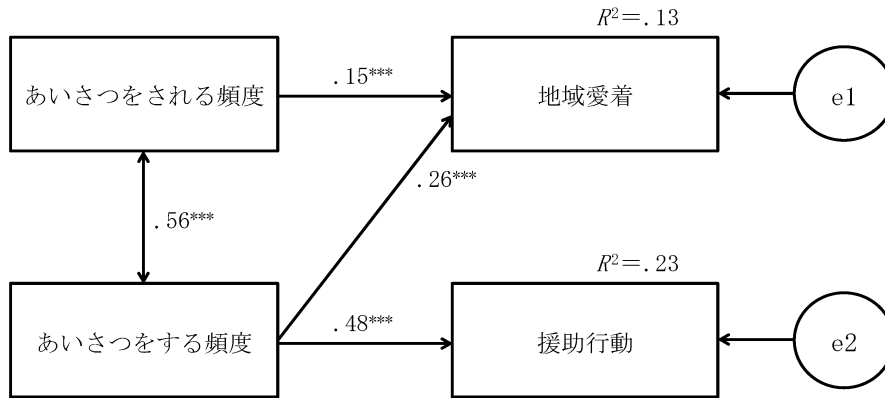 R²=.13
あいさつをされる頻度
.15***
地域愛着
e1
.26***
.56***
R²=.23
あいさつをする頻度
.48***
援助行動
e2